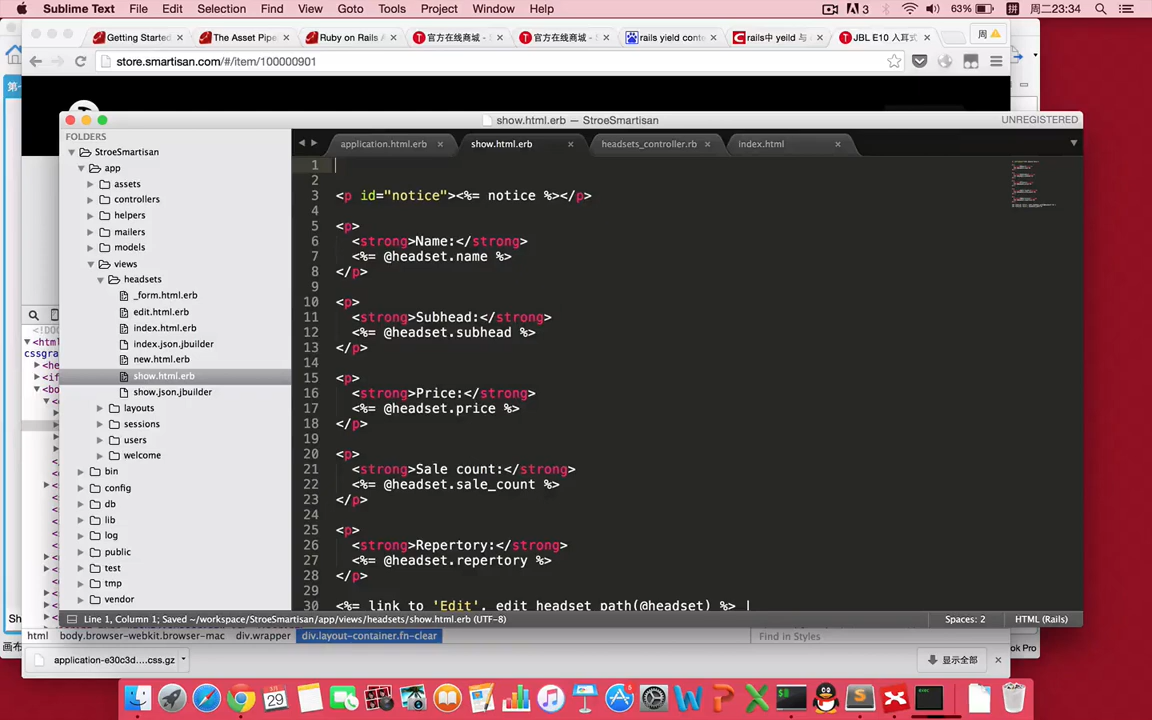 Sublime Text File Edit Selection Find View Goto Tools Project Window Help
3 63% 拼 周二23:34
Getting Started
The Asset Pipe
Ruby on Rails
官方在线商城 -
官方在线商城 -
rails yield conte
rails中 yeild 与
JBL E10 入耳式
周
store.smartisan.com/#/item/100000901
show.html.erb — StroeSmartisan
UNREGISTERED
FOLDERS
StroeSmartisan
app
assets
controllers
helpers
mailers
models
views
headsets
_form.html.erb
edit.html.erb
index.html.erb
index.json.jbuilder
new.html.erb
show.html.erb
show.json.jbuilder
layouts
sessions
users
welcome
bin
config
db
lib
log
public
test
tmp
vendor
application.html.erb
show.html.erb
headsets_controller.rb
index.html
1
2
3 <p id="notice"><%= notice %></p>
4
5 <p>
6 <strong>Name:</strong>
7 <%= @headset.name %>
8 </p>
9
10 <p>
11 <strong>Subhead:</strong>
12 <%= @headset.subhead %>
13 </p>
14
15 <p>
16 <strong>Price:</strong>
17 <%= @headset.price %>
18 </p>
19
20 <p>
21 <strong>Sale count:</strong>
22 <%= @headset.sale_count %>
23 </p>
24
25 <p>
26 <strong>Repertory:</strong>
27 <%= @headset.repertory %>
28 </p>
29
30 <%= link_to 'Edit', edit_headset_path(@headset) %> |
Line 1, Column 1; Saved ~/workspace/StroeSmartisan/app/views/headsets/show.html.erb (UTF-8)
Spaces: 2
HTML (Rails)
html body.browser-webkit.browser-mac div.wrapper div.layout-container.fn-clear
Find in Styles
application-e30c3d....css.gz
显示全部